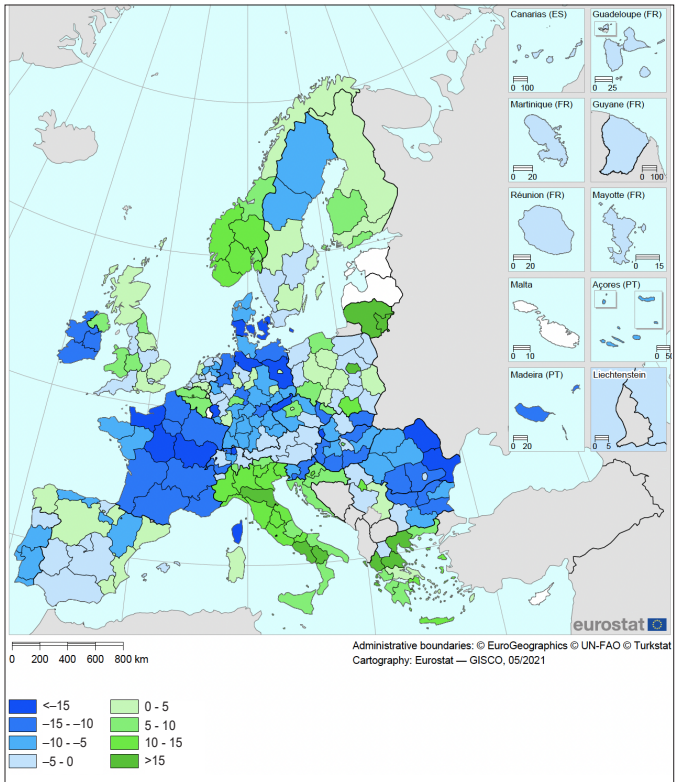 Canarias (ES)
0 100
Guadeloupe (FR)
0 25
Martinique (FR)
0 20
Guyane (FR)
0 100
Réunion (FR)
0 20
Mayotte (FR)
0 15
Malta
0 10
Açores (PT)
0 50
Madeira (PT)
0 20
Liechtenstein
0 5
eurostat
0 200 400 600 800 km
Administrative boundaries: © EuroGeographics © UN-FAO © Turkstat
Cartography: Eurostat — GISCO, 05/2021
<–15
–15 - –10
–10 - –5
–5 - 0
0 - 5
5 - 10
10 - 15
>15